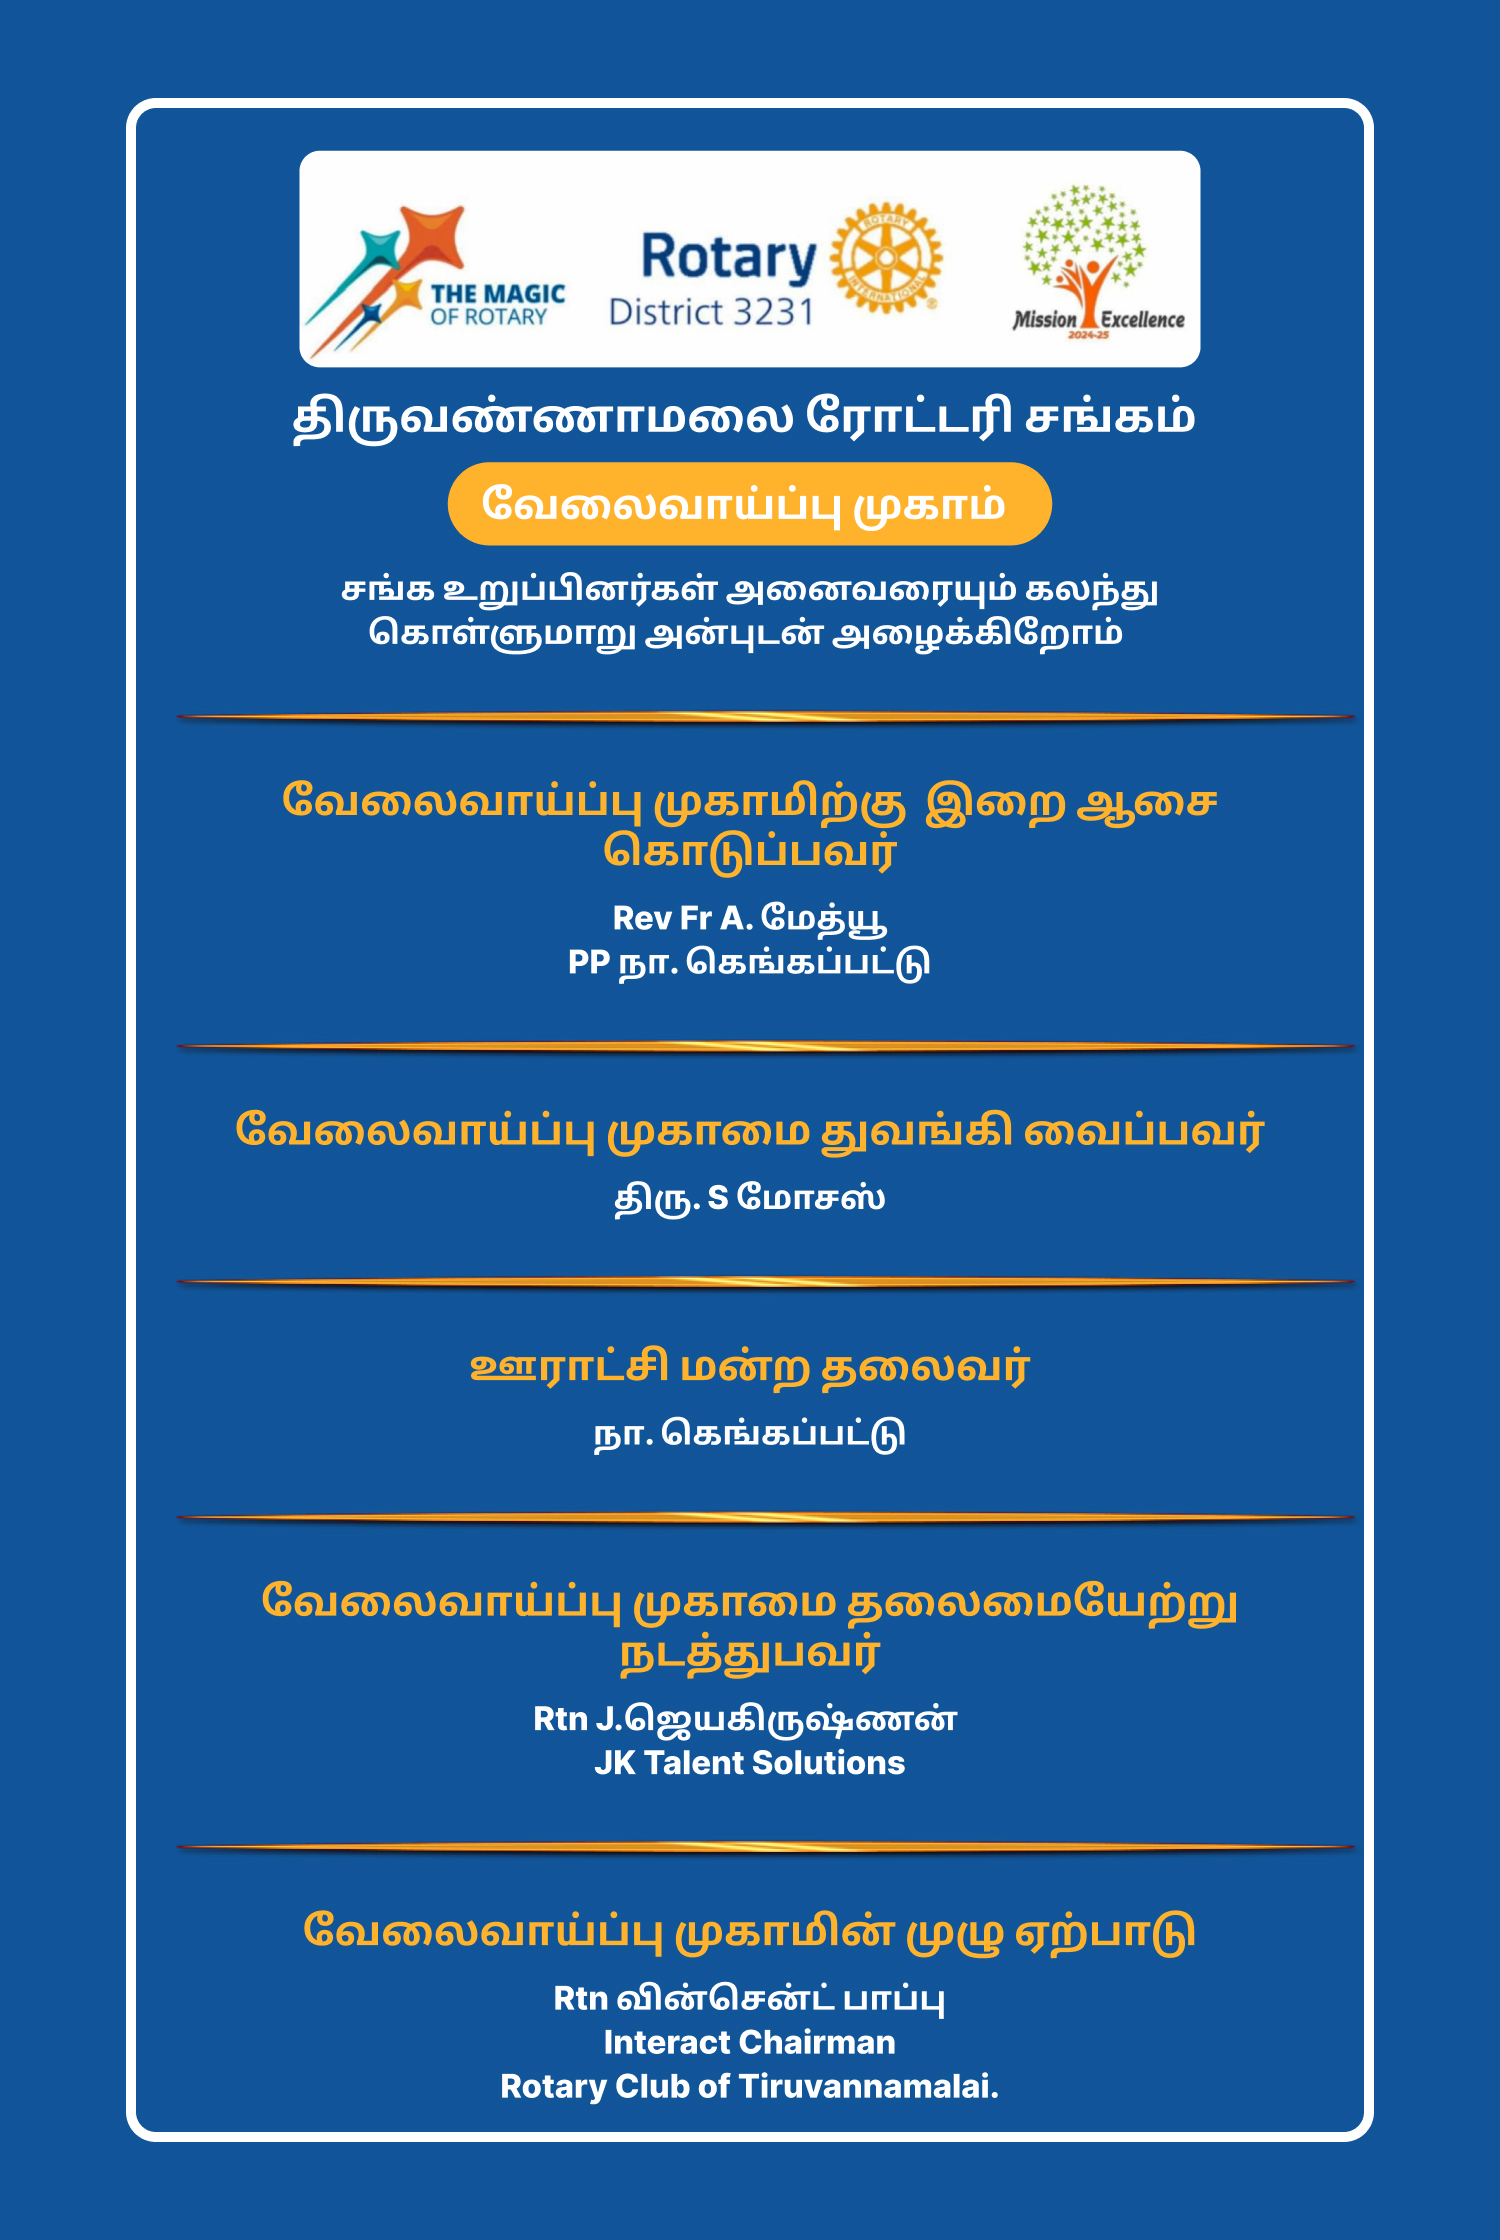 THE MAGIC
OF ROTARY
Rotary
District 3231
ROTARY
INTERNATIONAL
Mission Excellence
2024-25
திருவண்ணாமலை ரோட்டரி சங்கம்
வேலைவாய்ப்பு முகாம்
சங்க உறுப்பினர்கள் அனைவரையும் கலந்து
கொள்ளுமாறு அன்புடன் அழைக்கிறோம்
வேலைவாய்ப்பு முகாமிற்கு இறை ஆசை
கொடுப்பவர்
Rev Fr A. மேத்யூ
PP நா. கெங்கப்பட்டு
வேலைவாய்ப்பு முகாமை துவங்கி வைப்பவர்
திரு. S மோசஸ்
ஊராட்சி மன்ற தலைவர்
நா. கெங்கப்பட்டு
வேலைவாய்ப்பு முகாமை தலைமையேற்று
நடத்துபவர்
Rtn J.ஜெயகிருஷ்ணன்
JK Talent Solutions
வேலைவாய்ப்பு முகாமின் முழு ஏற்பாடு
Rtn வின்சென்ட் பாப்பு
Interact Chairman
Rotary Club of Tiruvannamalai.